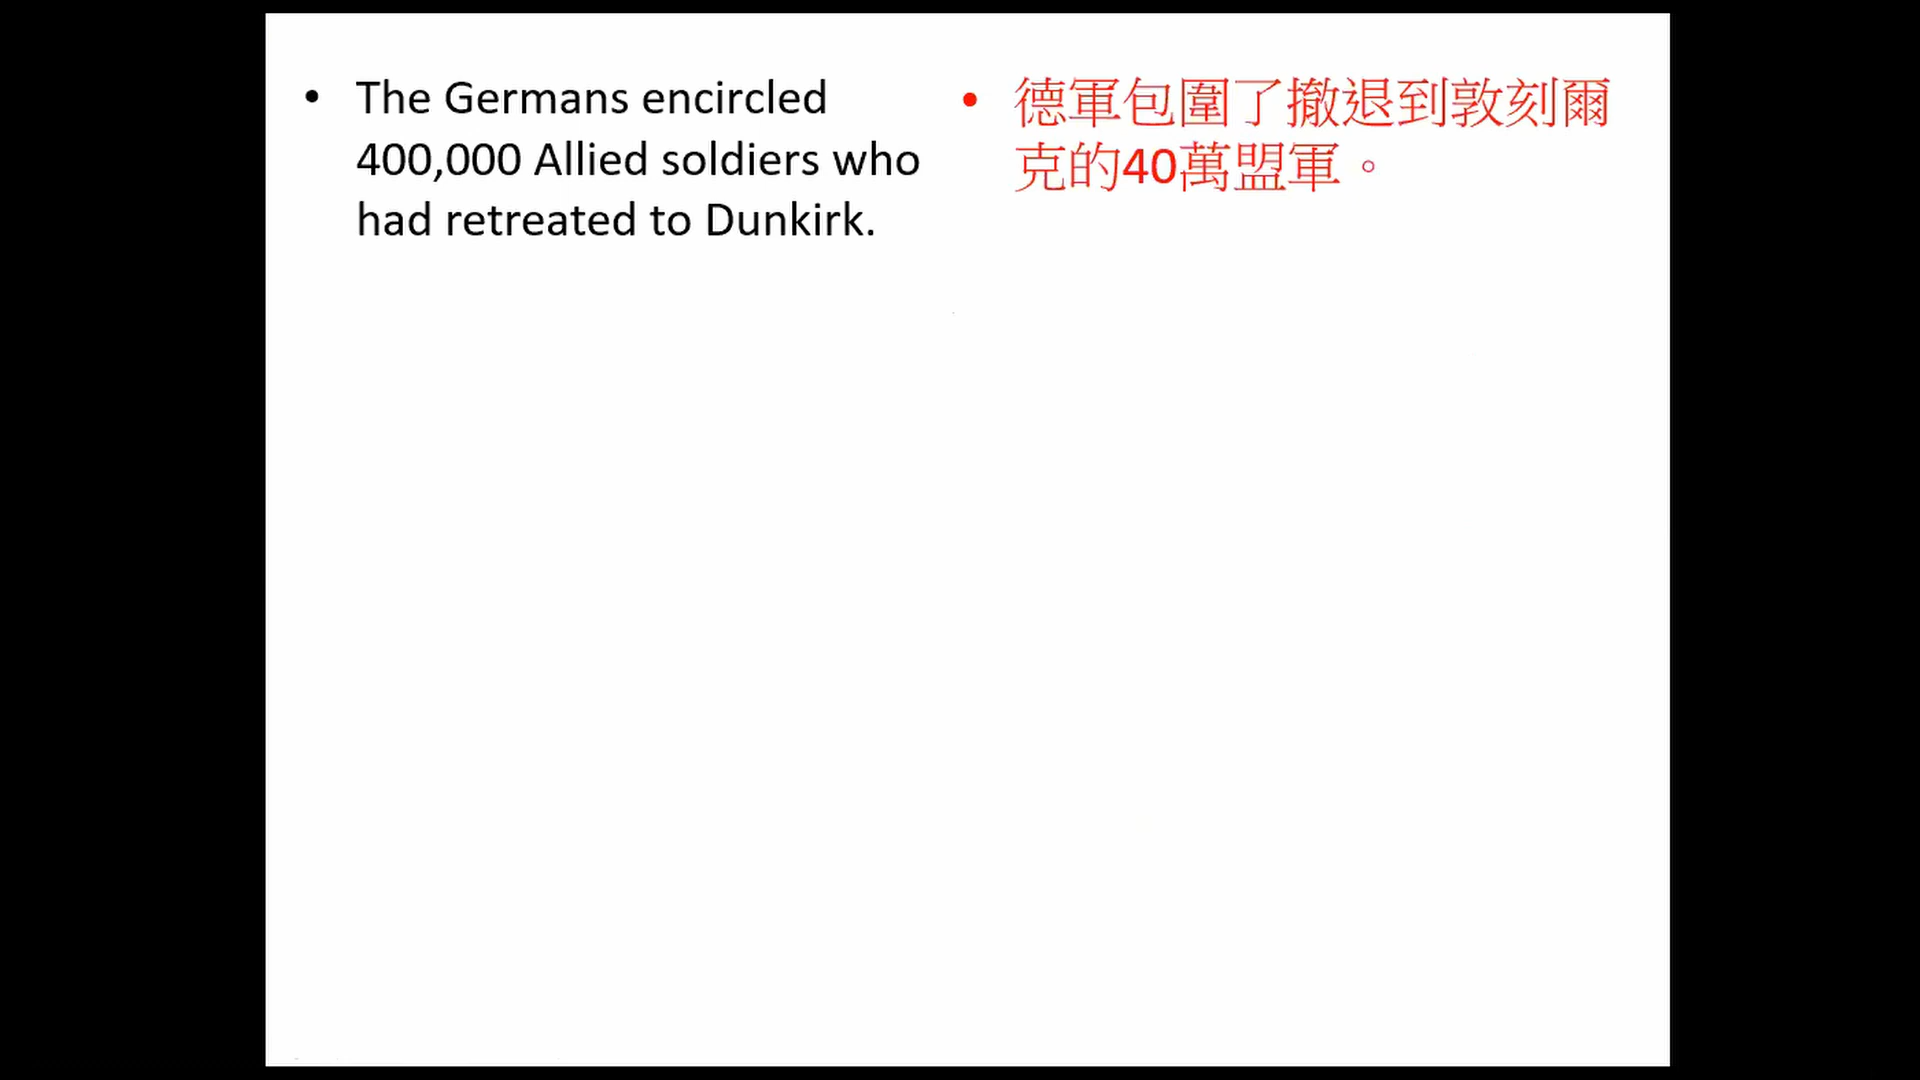 • The Germans encircled
400,000 Allied soldiers who
had retreated to Dunkirk.
• 德軍包圍了撤退到敦刻爾
克的40萬盟軍。